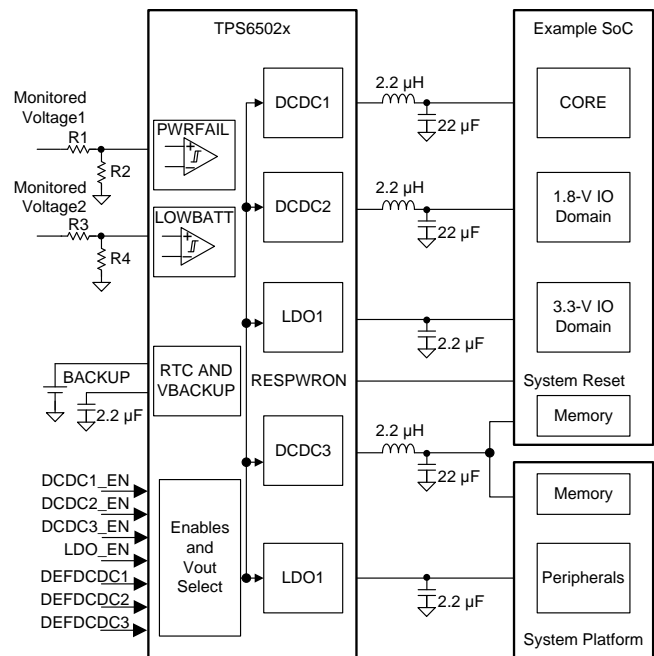 TPS6502x
Example SoC
Monitored
Voltage1
R1
R2
PWRFAIL
+
–
DCDC1
2.2 µH
22 µF
CORE
Monitored
Voltage2
R3
R4
LOWBATT
+
–
DCDC2
2.2 µH
22 µF
1.8-V IO
Domain
LDO1
2.2 µF
3.3-V IO
Domain
BACKUP
2.2 µF
RTC AND
VBACKUP
RESPWRON
System Reset
DCDC3
2.2 µH
22 µF
Memory
Memory
DCDC1_EN
DCDC2_EN
DCDC3_EN
LDO_EN
DEFDCDC1
DEFDCDC2
DEFDCDC3
Enables
and
Vout
Select
LDO1
2.2 µF
Peripherals
System Platform